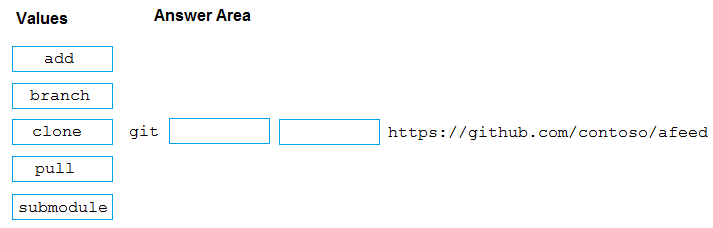 Values
Answer Area
add
branch
clone
git https://github.com/contoso/afeed
pull
submodule